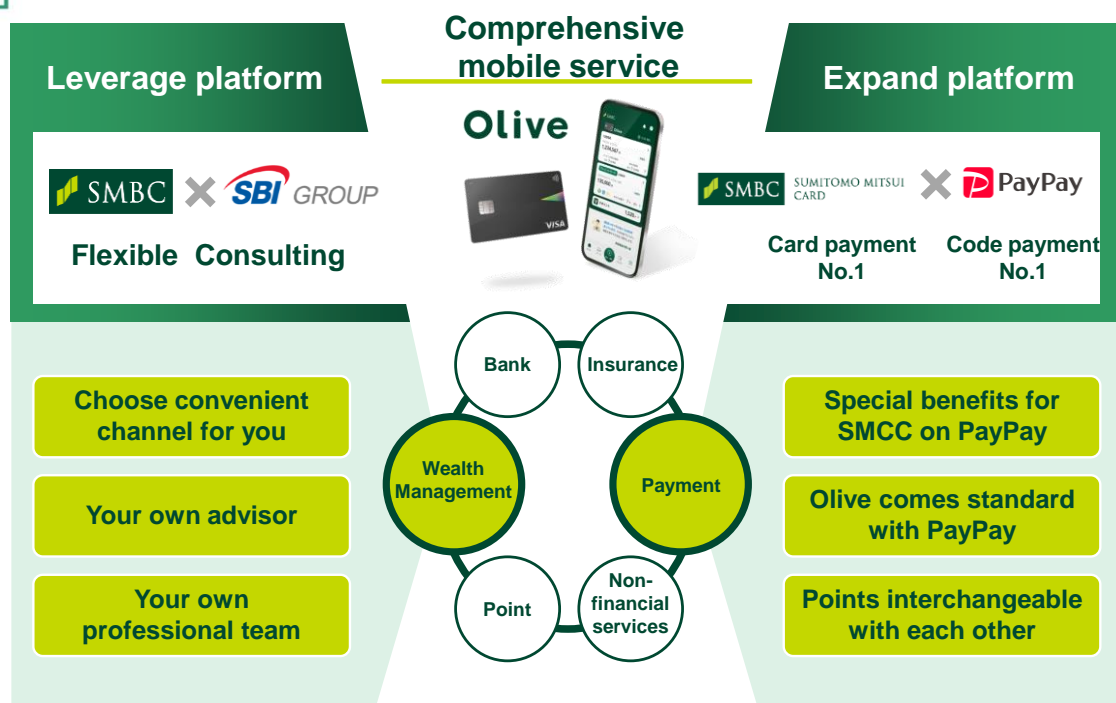 Leverage platform
Comprehensive
mobile service
Expand platform
Olive
SMBC
SBI GROUP
Flexible Consulting
VISA
SMBC
SUMITOMO MITSUI
CARD
PayPay
Card payment
No.1
Code payment
No.1
Choose convenient
channel for you
Your own advisor
Your own
professional team
Bank
Insurance
Wealth
Management
Payment
Point
Non-
financial
services
Special benefits for
SMCC on PayPay
Olive comes standard
with PayPay
Points interchangeable
with each other